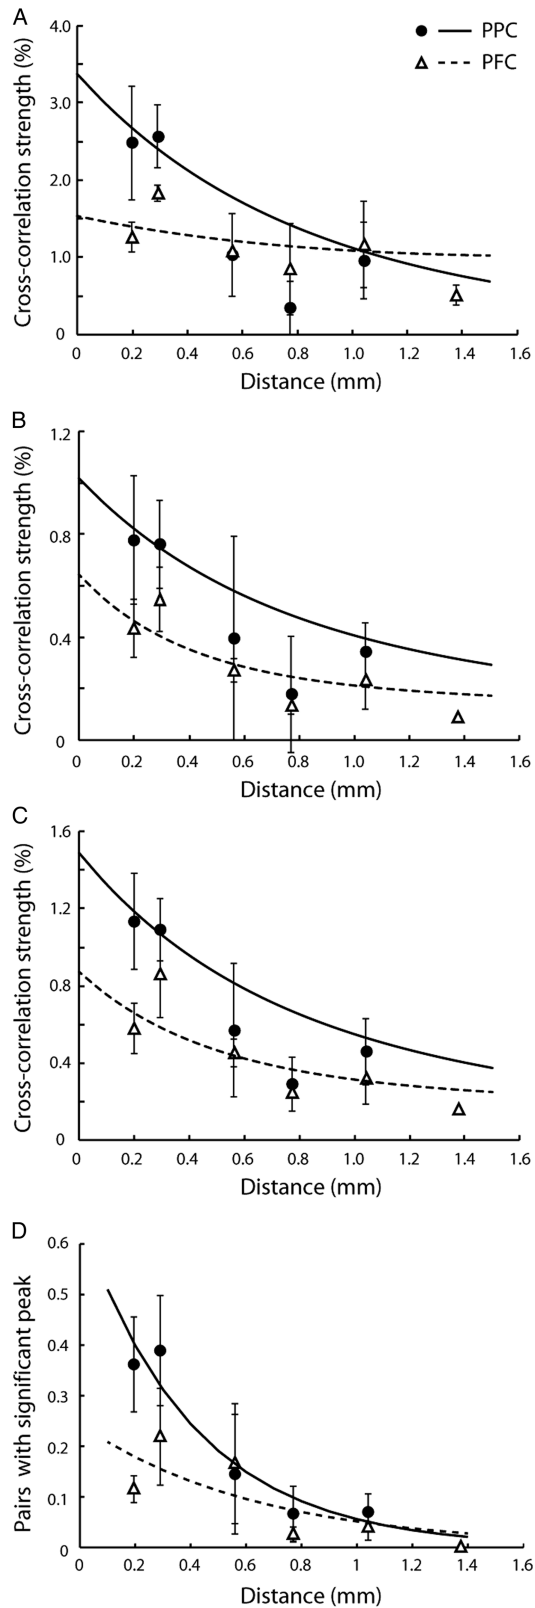 A
PPC
PFC
Cross-correlation strength (%)
4.0
3.0
2.0
1.0
0
0 0.2 0.4 0.6 0.8 1.0 1.2 1.4 1.6
Distance (mm)
B
Cross-correlation strength (%)
1.2
0.8
0.4
0
0 0.2 0.4 0.6 0.8 1.0 1.2 1.4 1.6
Distance (mm)
C
Cross-correlation strength (%)
1.6
1.2
0.8
0.4
0
0 0.2 0.4 0.6 0.8 1.0 1.2 1.4 1.6
Distance (mm)
D
Pairs with significant peak
0.6
0.5
0.4
0.3
0.2
0.1
0
0 0.2 0.4 0.6 0.8 1 1.2 1.4 1.6
Distance (mm)